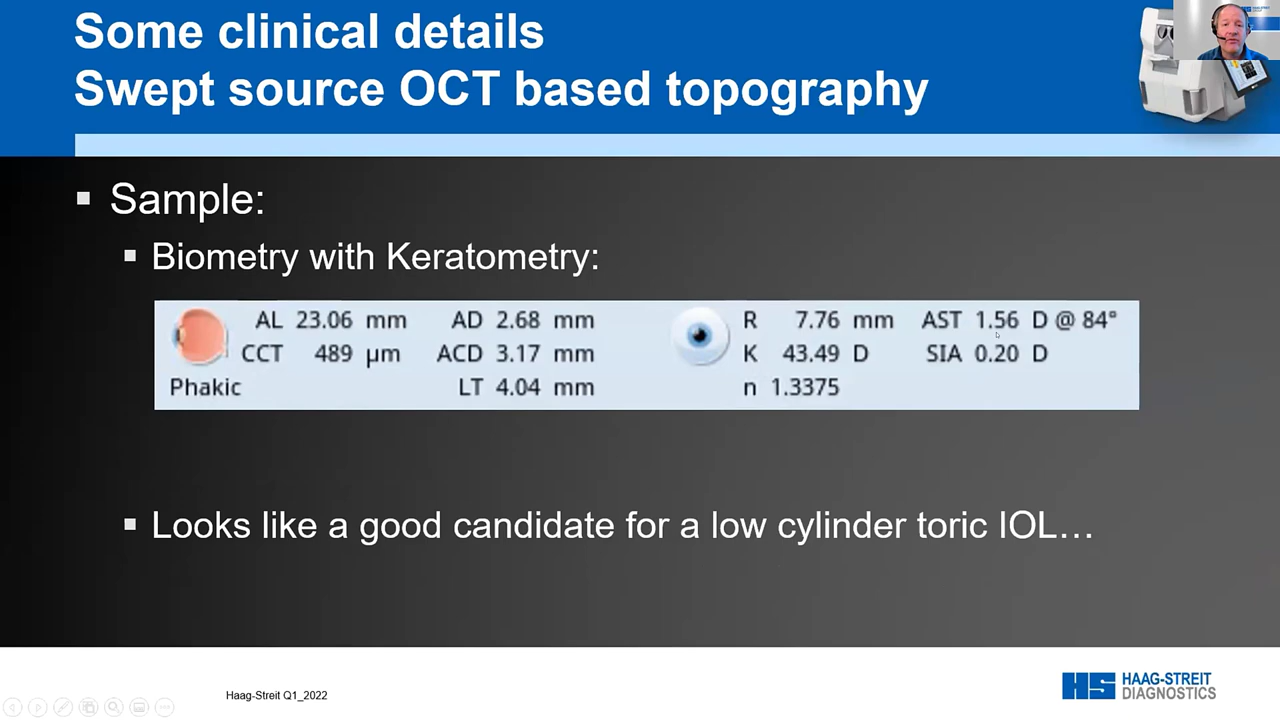 Some clinical details
Swept source OCT based topography
Sample:
Biometry with Keratometry:
AL 23.06 mm AD 2.68 mm R 7.76 mm AST 1.56 D @ 84°
CCT 489 µm ACD 3.17 mm K 43.49 D SIA 0.20 D
Phakic LT 4.04 mm n 1.3375
Looks like a good candidate for a low cylinder toric IOL…
Haag-Streit Q1_2022
HS HAAG-STREIT
DIAGNOSTICS